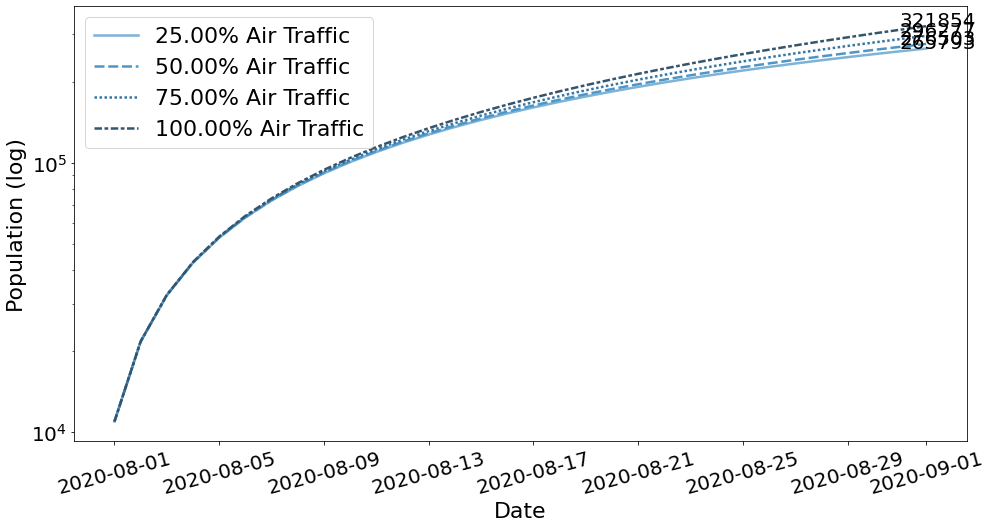 321854
296277
25.00% Air Traffic
50.00% Air Traffic
75.00% Air Traffic
100.00% Air Traffic
Population (log)
10^5
10^4
2020-08-01
2020-08-05
2020-08-09
2020-08-13
2020-08-17
2020-08-21
2020-08-25
2020-08-29
2020-09-01
Date